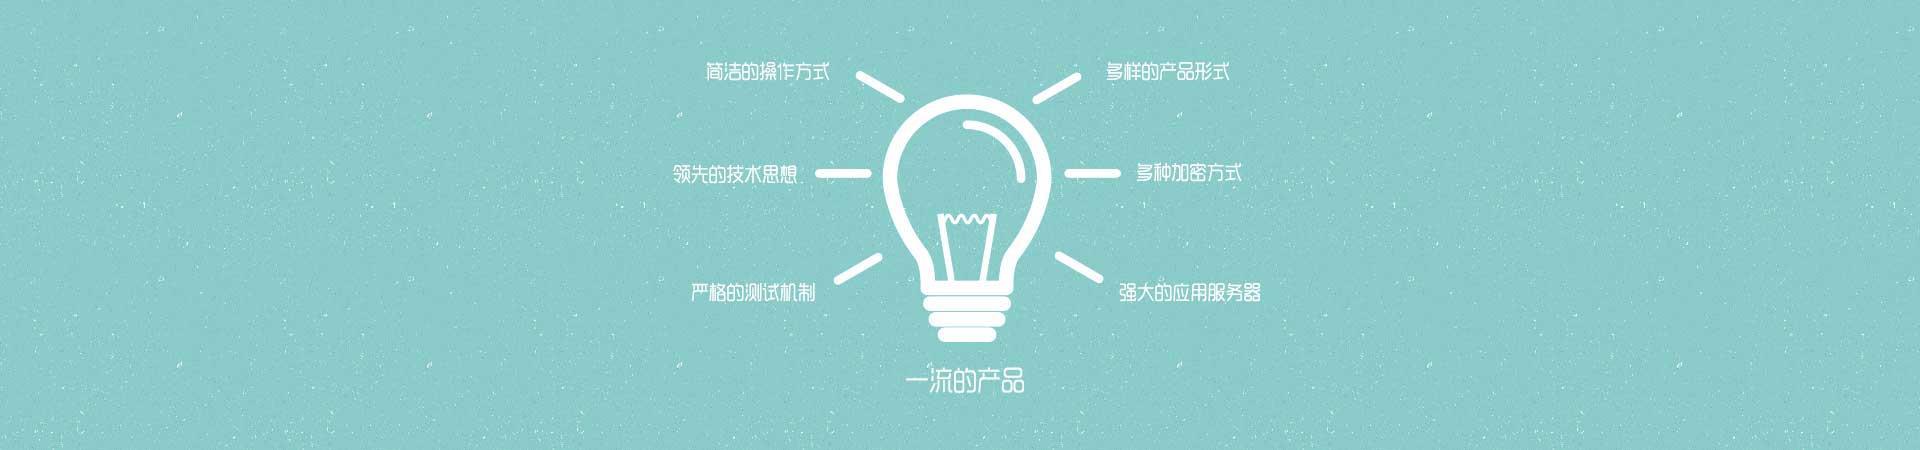 简洁的操作方式
多样的产品形式
领先的技术思想
多种加密方式
严格的测试机制
强大的应用服务器
一流的产品